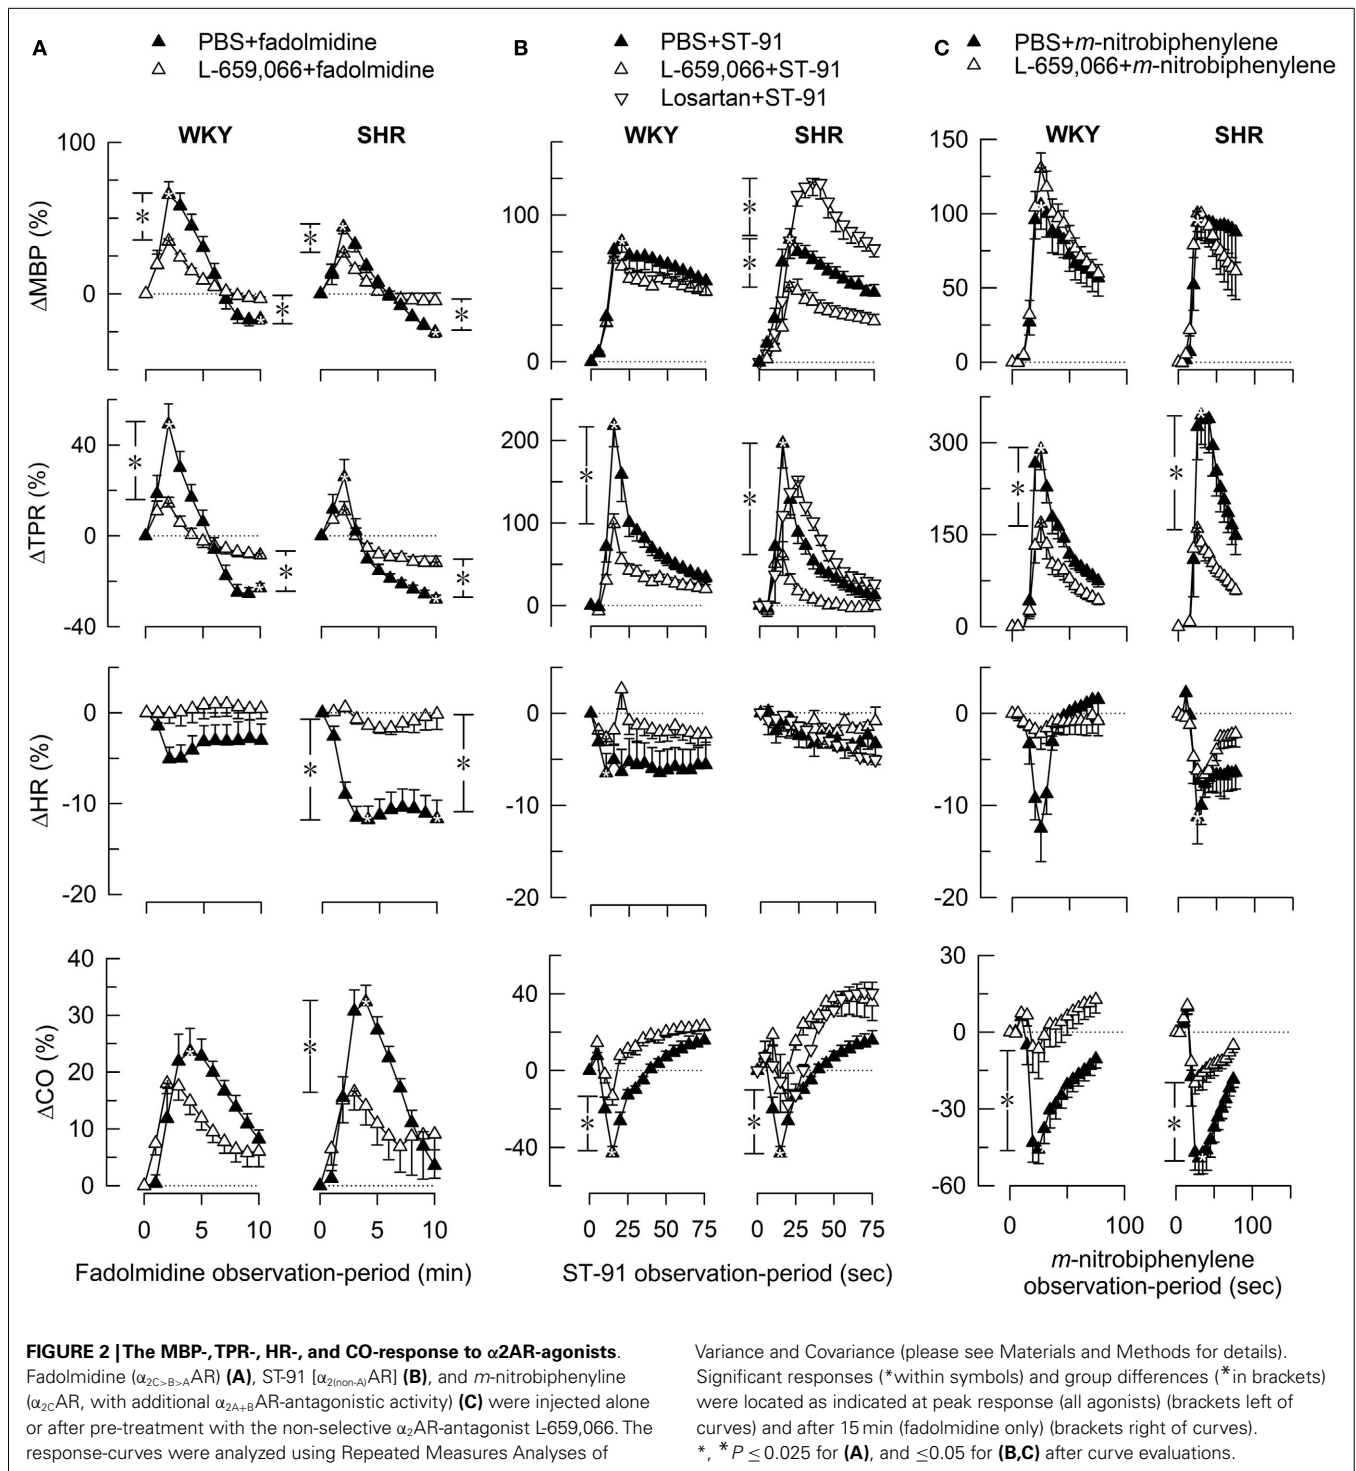 A
PBS+fadolmidine
L-659,066+fadolmidine
B
PBS+ST-91
L-659,066+ST-91
Losartan+ST-91
C
PBS+m-nitrobiphenylene
L-659,066+m-nitrobiphenylene
WKY SHR
WKY SHR
WKY SHR
ΔMBP (%)
100
0
100
0
150
100
50
0
* * * *
* *
ΔTPR (%)
40
0
-40
200
100
0
300
150
0
* * *
* *
* *
ΔHR (%)
0
-10
-20
0
-10
-20
0
-10
-20
* *
ΔCO (%)
40
30
20
10
0
40
0
-40
30
0
-30
-60
*
* *
* *
0 5 10 0 5 10
0 25 50 75 0 25 50 75
0 100 0 100
Fadolmidine observation-period (min)
ST-91 observation-period (sec)
m-nitrobiphenylene
observation-period (sec)
FIGURE 2 | The MBP-, TPR-, HR-, and CO-response to α2AR-agonists.
Fadolmidine (α2C>B>AAR) (A), ST-91 [α2(non-A)AR] (B), and m-nitrobiphenyline
(α2CAR, with additional α2A+BAR-antagonistic activity) (C) were injected alone
or after pre-treatment with the non-selective α2AR-antagonist L-659,066. The
response-curves were analyzed using Repeated Measures Analyses of
Variance and Covariance (please see Materials and Methods for details).
Significant responses (*within symbols) and group differences (*in brackets)
were located as indicated at peak response (all agonists) (brackets left of
curves) and after 15 min (fadolmidine only) (brackets right of curves).
*, *P ≤ 0.025 for (A), and ≤0.05 for (B,C) after curve evaluations.